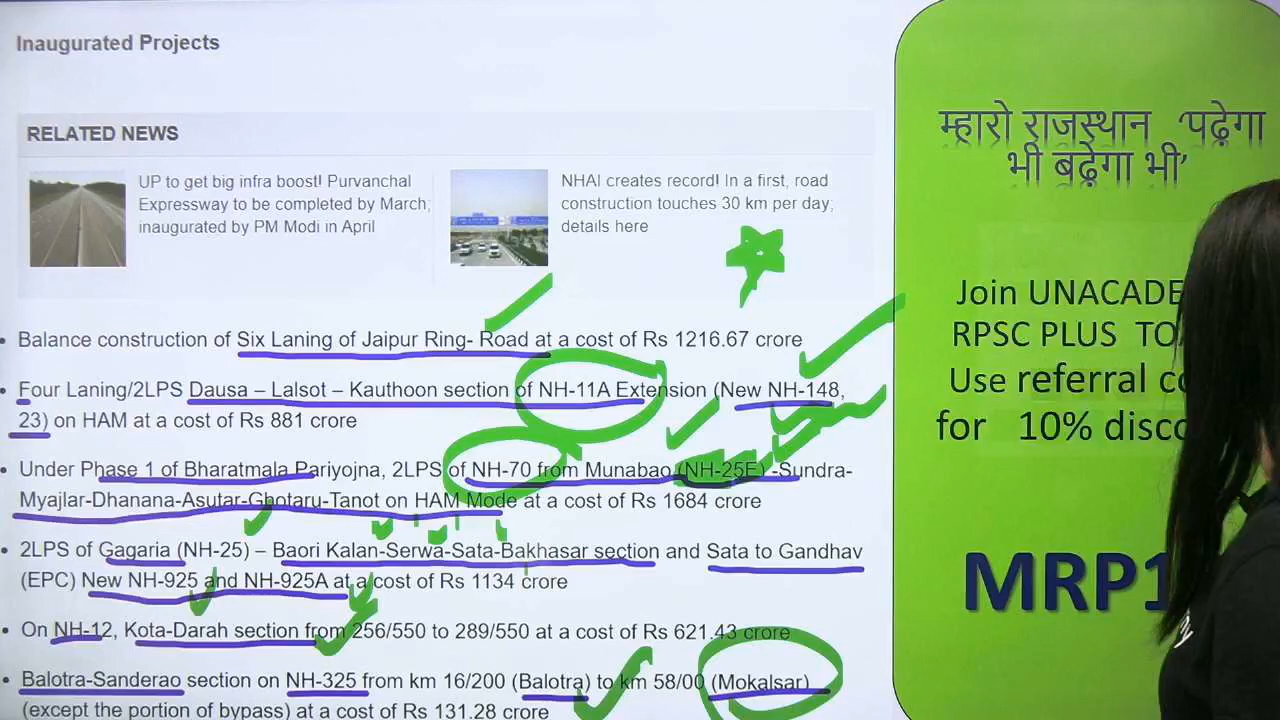 Inaugurated Projects
RELATED NEWS
UP to get big infra boost! Purvanchal
Expressway to be completed by March,
inaugurated by PM Modi in April
NHAI creates record! In a first, road
construction touches 30 km per day;
details here
• Balance construction of Six Laning of Jaipur Ring- Road at a cost of Rs 1216.67 crore
• Four Laning/2LPS Dausa – Lalsot – Kauthoon section of NH-11A Extension (New NH-148,
23) on HAM at a cost of Rs 881 crore
• Under Phase 1 of Bharatmala Pariyojna, 2LPS of NH-70 from Munabao (NH-25E) -Sundra-
Myajlar-Dhanana-Asutar-Ghotaru-Tanot on HAM Mode at a cost of Rs 1684 crore
• 2LPS of Gagaria (NH-25) – Baori Kalan-Serwa-Sata-Bakhasar section and Sata to Gandhav
(EPC) New NH-925 and NH-925A at a cost of Rs 1134 crore
• On NH-12, Kota-Darah section from 256/550 to 289/550 at a cost of Rs 621.43 crore
• Balotra-Sanderao section on NH-325 from km 16/200 (Balotra) to km 58/00 (Mokalsar)
(except the portion of bypass) at a cost of Rs 131.28 crore
म्हारो राजस्थान ‘पढ़ेगा
भी बढ़ेगा भी’
Join UNACADE
RPSC PLUS TO
Use referral co
for 10% disco
MRP1